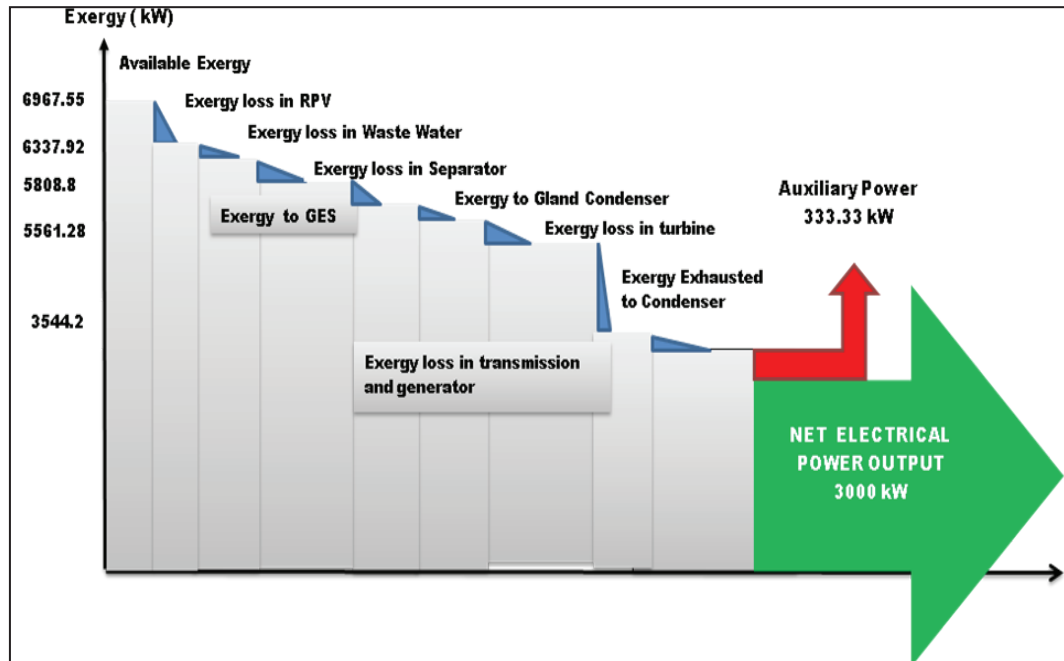 Exergy ( kW)
Available Exergy
6967.55
Exergy loss in RPV
6337.92
Exergy loss in Waste Water
Exergy loss in Separator
5808.8
Exergy to GES
Exergy to Gland Condenser
5561.28
Exergy loss in turbine
Auxiliary Power
333.33 kW
Exergy Exhausted
to Condenser
3544.2
Exergy loss in transmission
and generator
NET ELECTRICAL
POWER OUTPUT
3000 kW